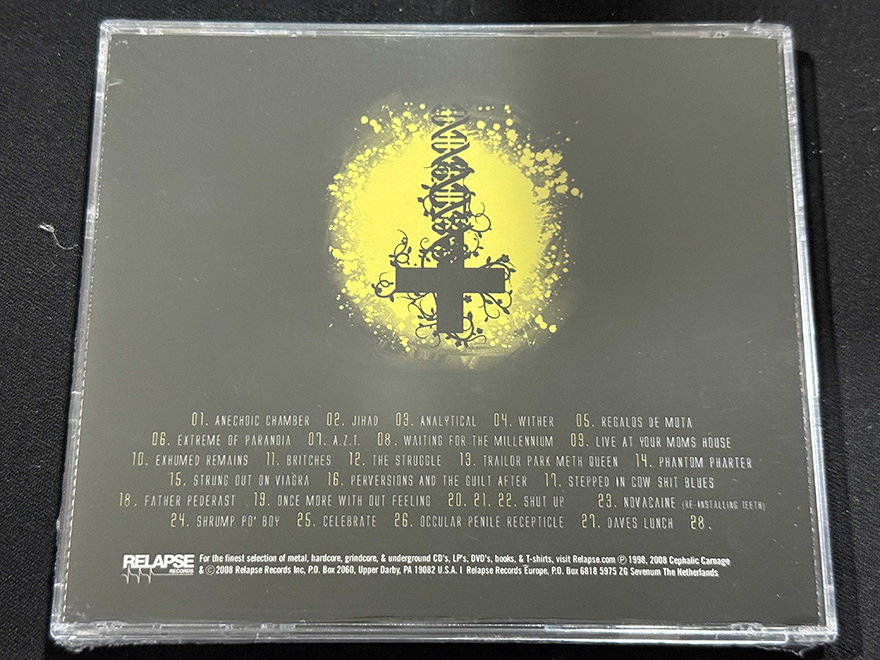 01. ANECHOIC CHAMBER 02. JIHAD 03. ANALYTICAL 04. WITHER 05. REGALOS DE MOTA
06. EXTREME OF PARANOIA 07. A.Z.T. 08. WAITING FOR THE MILLENNIUM 09. LIVE AT YOUR MOMS HOUSE
10. EXHUMED REMAINS 11. BRITCHES 12. THE STRUGGLE 13. TRAILOR PARK METH QUEEN 14. PHANTOM PHARTER
15. STRUNG OUT ON VIAGRA 16. PERVERSIONS AND THE GUILT AFTER 17. STEPPED IN COW SHIT BLUES
18. FATHER PEDERAST 19. ONCE MORE WITH OUT FEELING 20. 21. 22. SHUT UP 23. NOVACAINE (RE-INSTALLING TEETH)
24. SHRUMP PO' BOY 25. CELEBRATE 26. OCCULAR PENILE RECEPTICLE 27. DAVES LUNCH 28.
RELAPSE
RECORDS
For the finest selection of metal, hardcore, grindcore, & underground CD's, LP's, DVD's, books, & T-shirts, visit Relapse.com ℗ 1998, 2008 Cephalic Carnage
& © 2008 Relapse Records Inc, P.O. Box 2060, Upper Darby, PA 19082 U.S.A. I Relapse Records Europe, P.O. Box 6818 5975 ZG Sevenum The Netherlands